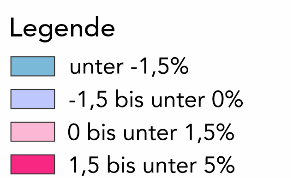 Legende
unter -1,5%
-1,5 bis unter 0%
0 bis unter 1,5%
1,5 bis unter 5%